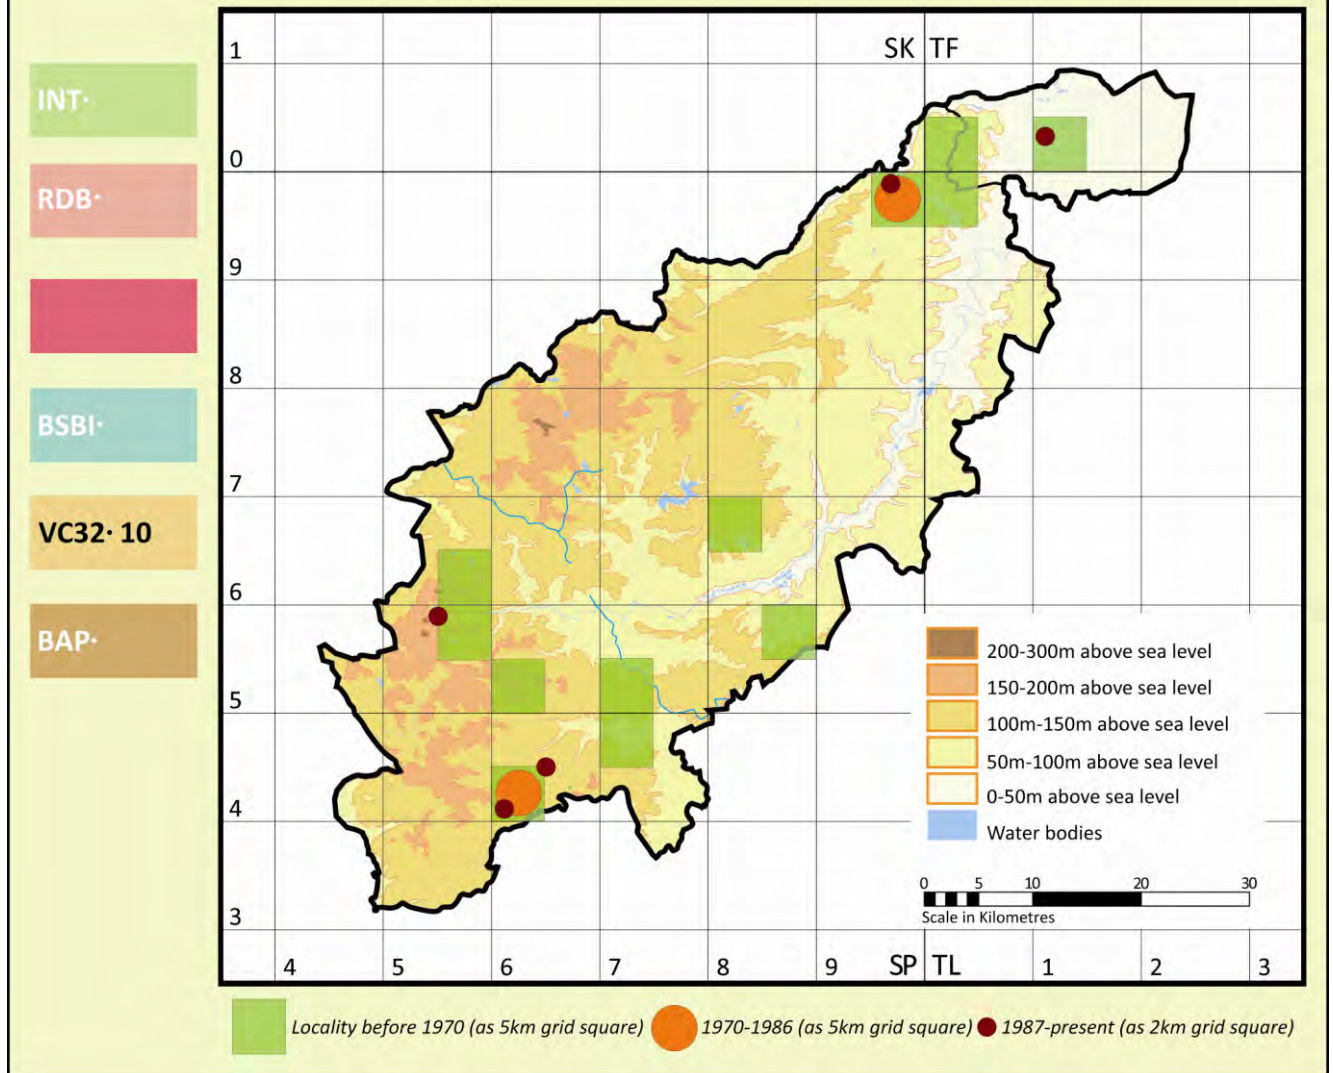 INT·
RDB·
BSBI·
VC32· 10
BAP·
SK TF
1
0
9
8
7
6
5
4
3
4 5 6 7 8 9 SP TL 1 2 3
200-300m above sea level
150-200m above sea level
100m-150m above sea level
50m-100m above sea level
0-50m above sea level
Water bodies
0 5 10 20 30
Scale in Kilometres
Locality before 1970 (as 5km grid square) 1970-1986 (as 5km grid square) 1987-present (as 2km grid square)